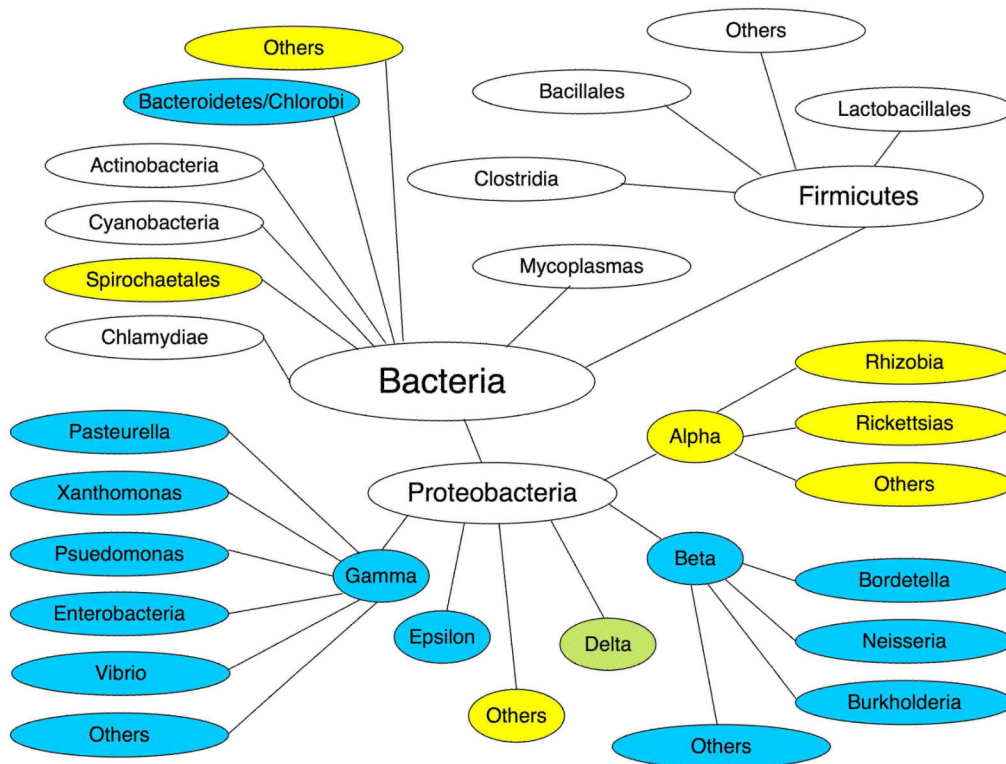 Others
Others
Bacteroidetes/Chlorobi
Bacillales
Lactobacillales
Actinobacteria
Clostridia
Firmicutes
Cyanobacteria
Spirochaetales
Mycoplasmas
Chlamydiae
Bacteria
Rhizobia
Pasteurella
Alpha
Rickettsias
Xanthomonas
Proteobacteria
Others
Psuedomonas
Gamma
Beta
Bordetella
Enterobacteria
Epsilon
Delta
Neisseria
Vibrio
Burkholderia
Others
Others
Others